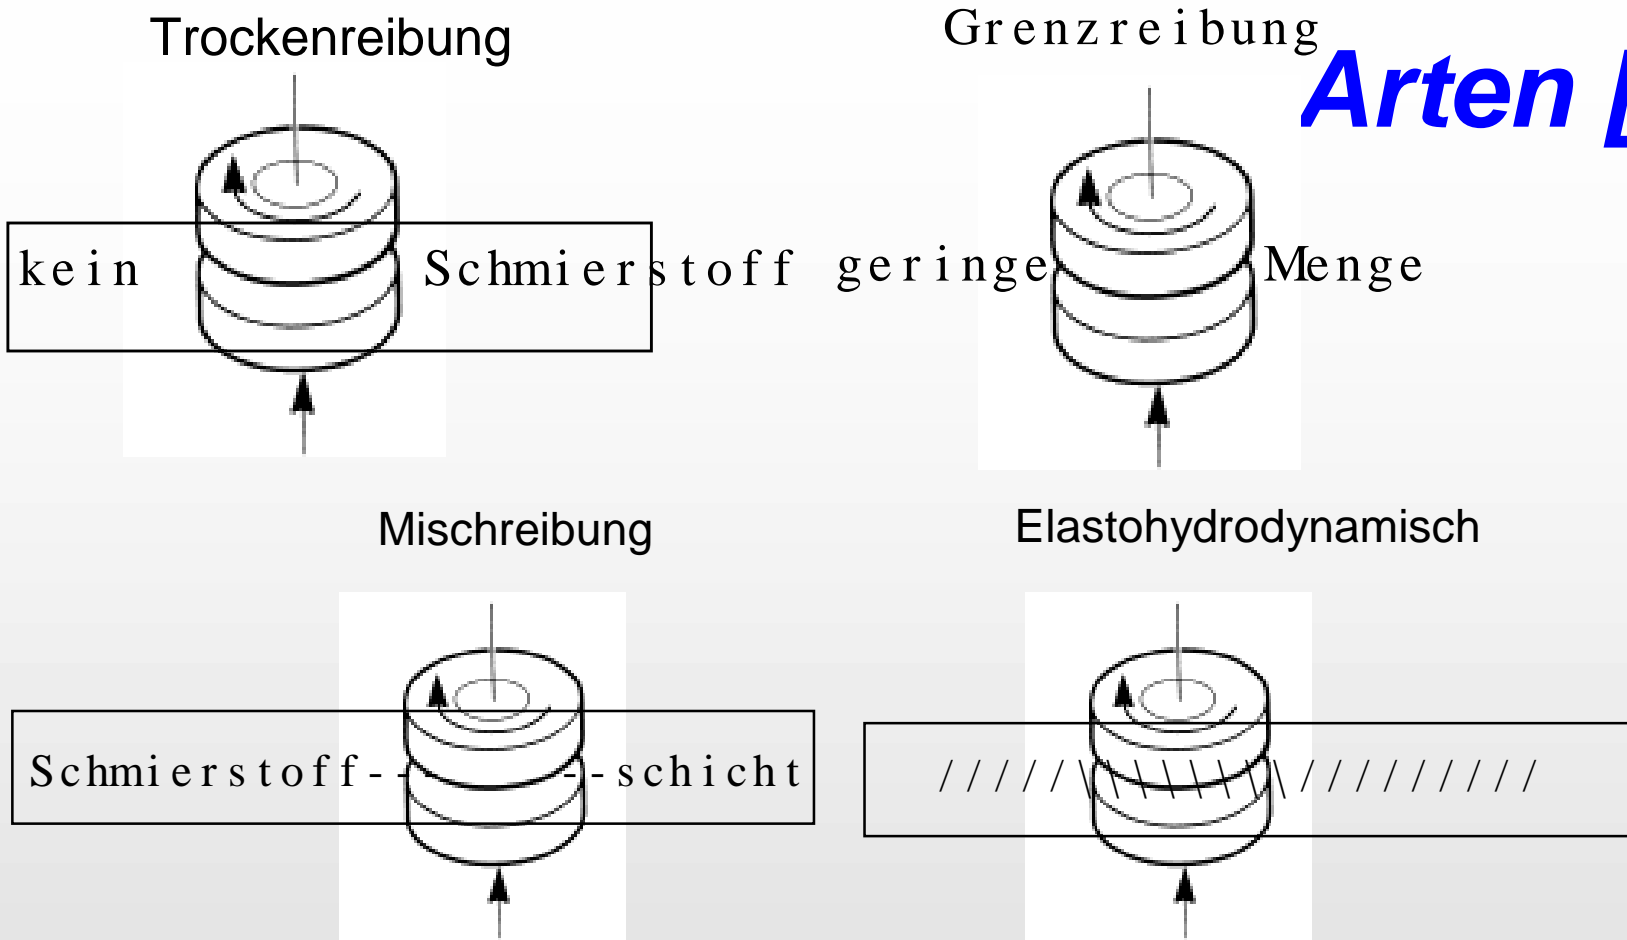 Trockenreibung
Grenzreibung
Arten [
kein Schmierstoff
geringe Menge
Mischreibung
Elastohydrodynamisch
Schmierstoff-- --schicht
/////\\\\\\\\/////////